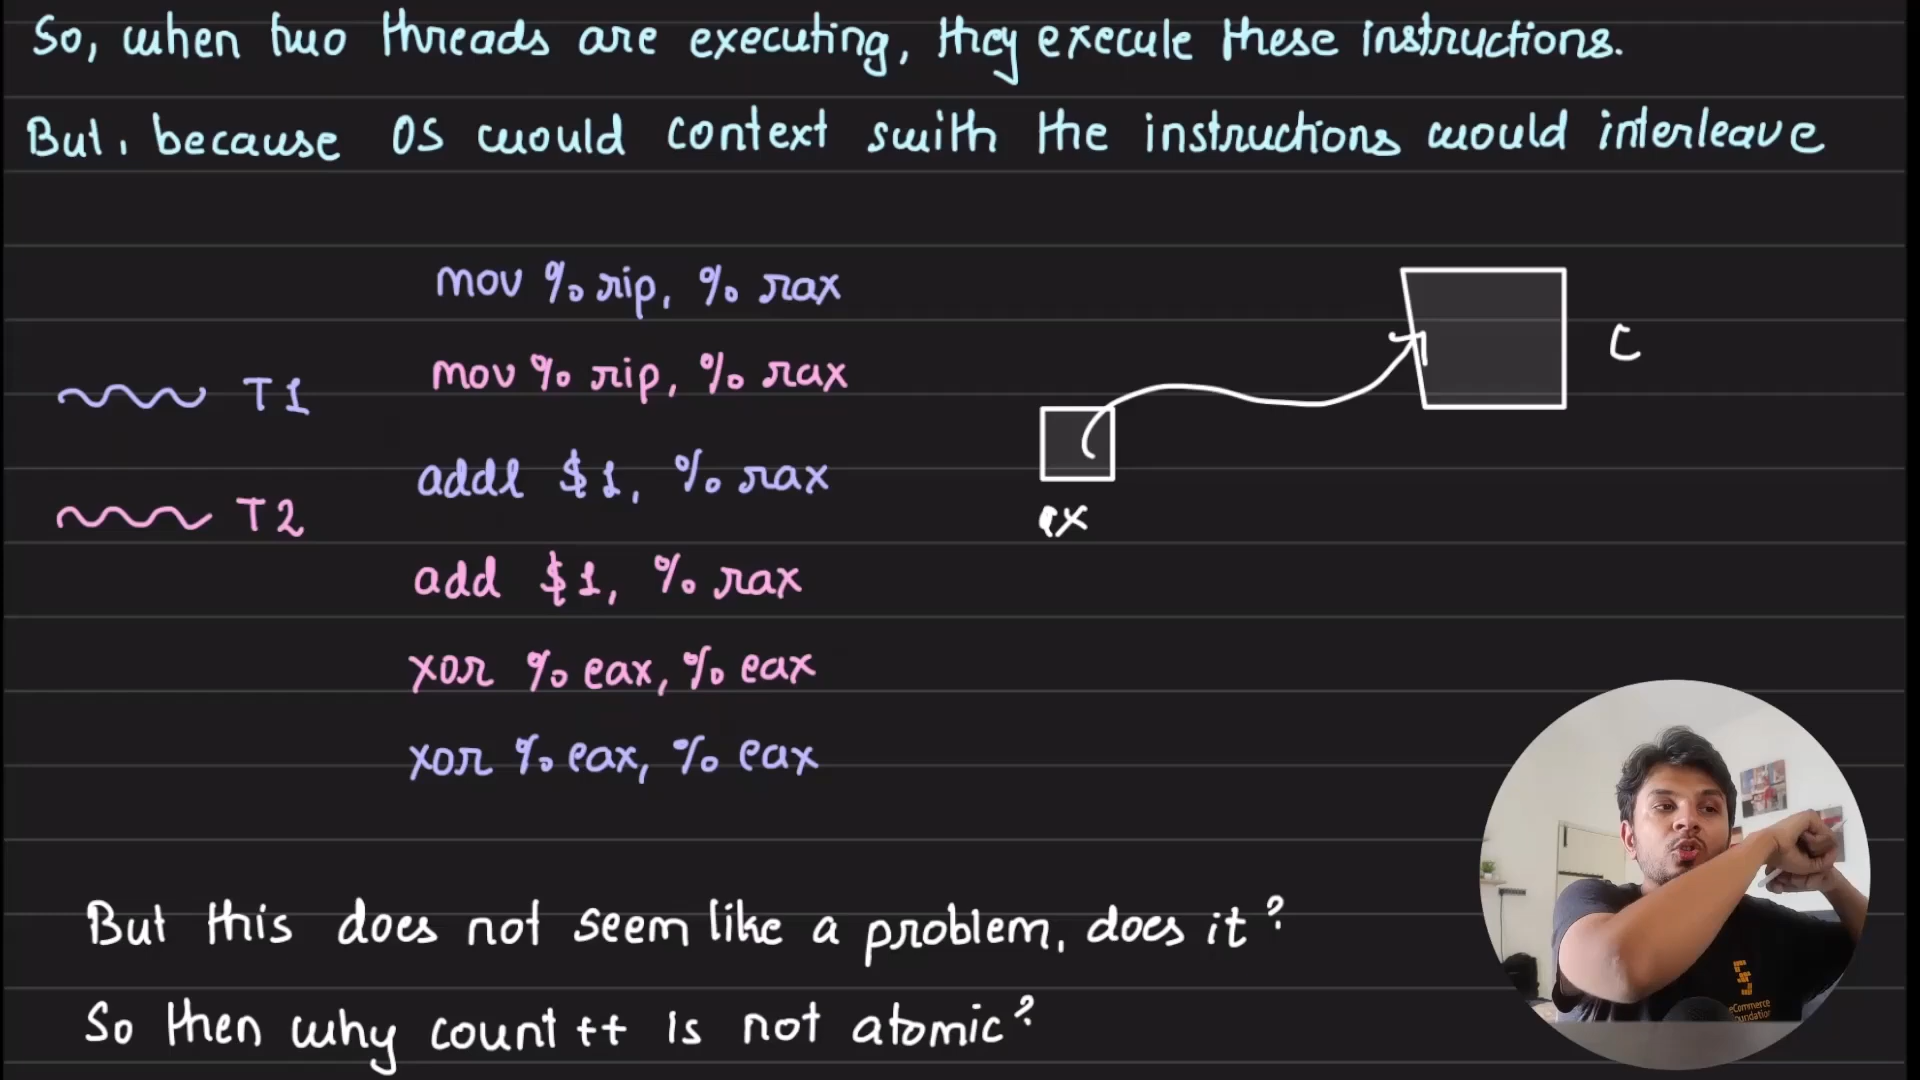 So, when two threads are executing, they execute these instructions.
But, because OS would context swith the instructions would interleave
mov % rip, % rax
mov % rip, % rax
T1
addl $1, % rax
T2
add $1, % rax
xor % eax, % eax
xor % eax, % eax
C
But this does not seem like a problem, does it?
So then why count ++ is not atomic?
eCommerce
Foundation